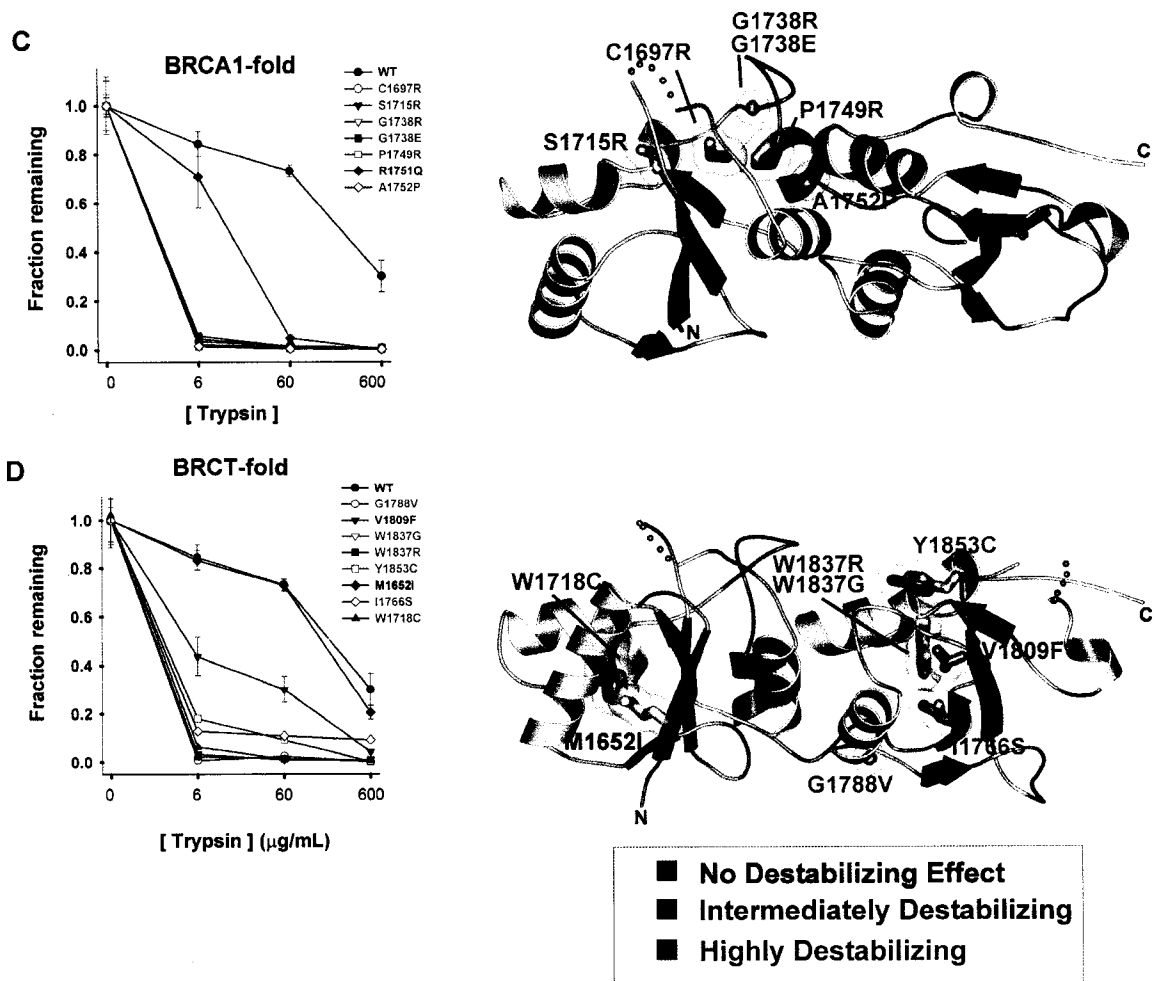 C
BRCA1-fold
WT
C1697R
S1715R
G1738R
G1738E
P1749R
R1751Q
A1752P
Fraction remaining
1.0
0.8
0.6
0.4
0.2
0.0
0
6
60
600
[ Trypsin ]
G1738R
G1738E
C1697R
P1749R
S1715R
A1752P
C
N
D
BRCT-fold
WT
G1788V
V1809F
W1837G
W1837R
Y1853C
M1652I
I1766S
W1718C
Fraction remaining
1.0
0.8
0.6
0.4
0.2
0.0
0
6
60
600
[ Trypsin ] (μg/mL)
Y1853C
W1837R
W1837G
W1718C
C
V1809F
M1652I
I1766S
G1788V
N
No Destabilizing Effect
Intermediately Destabilizing
Highly Destabilizing